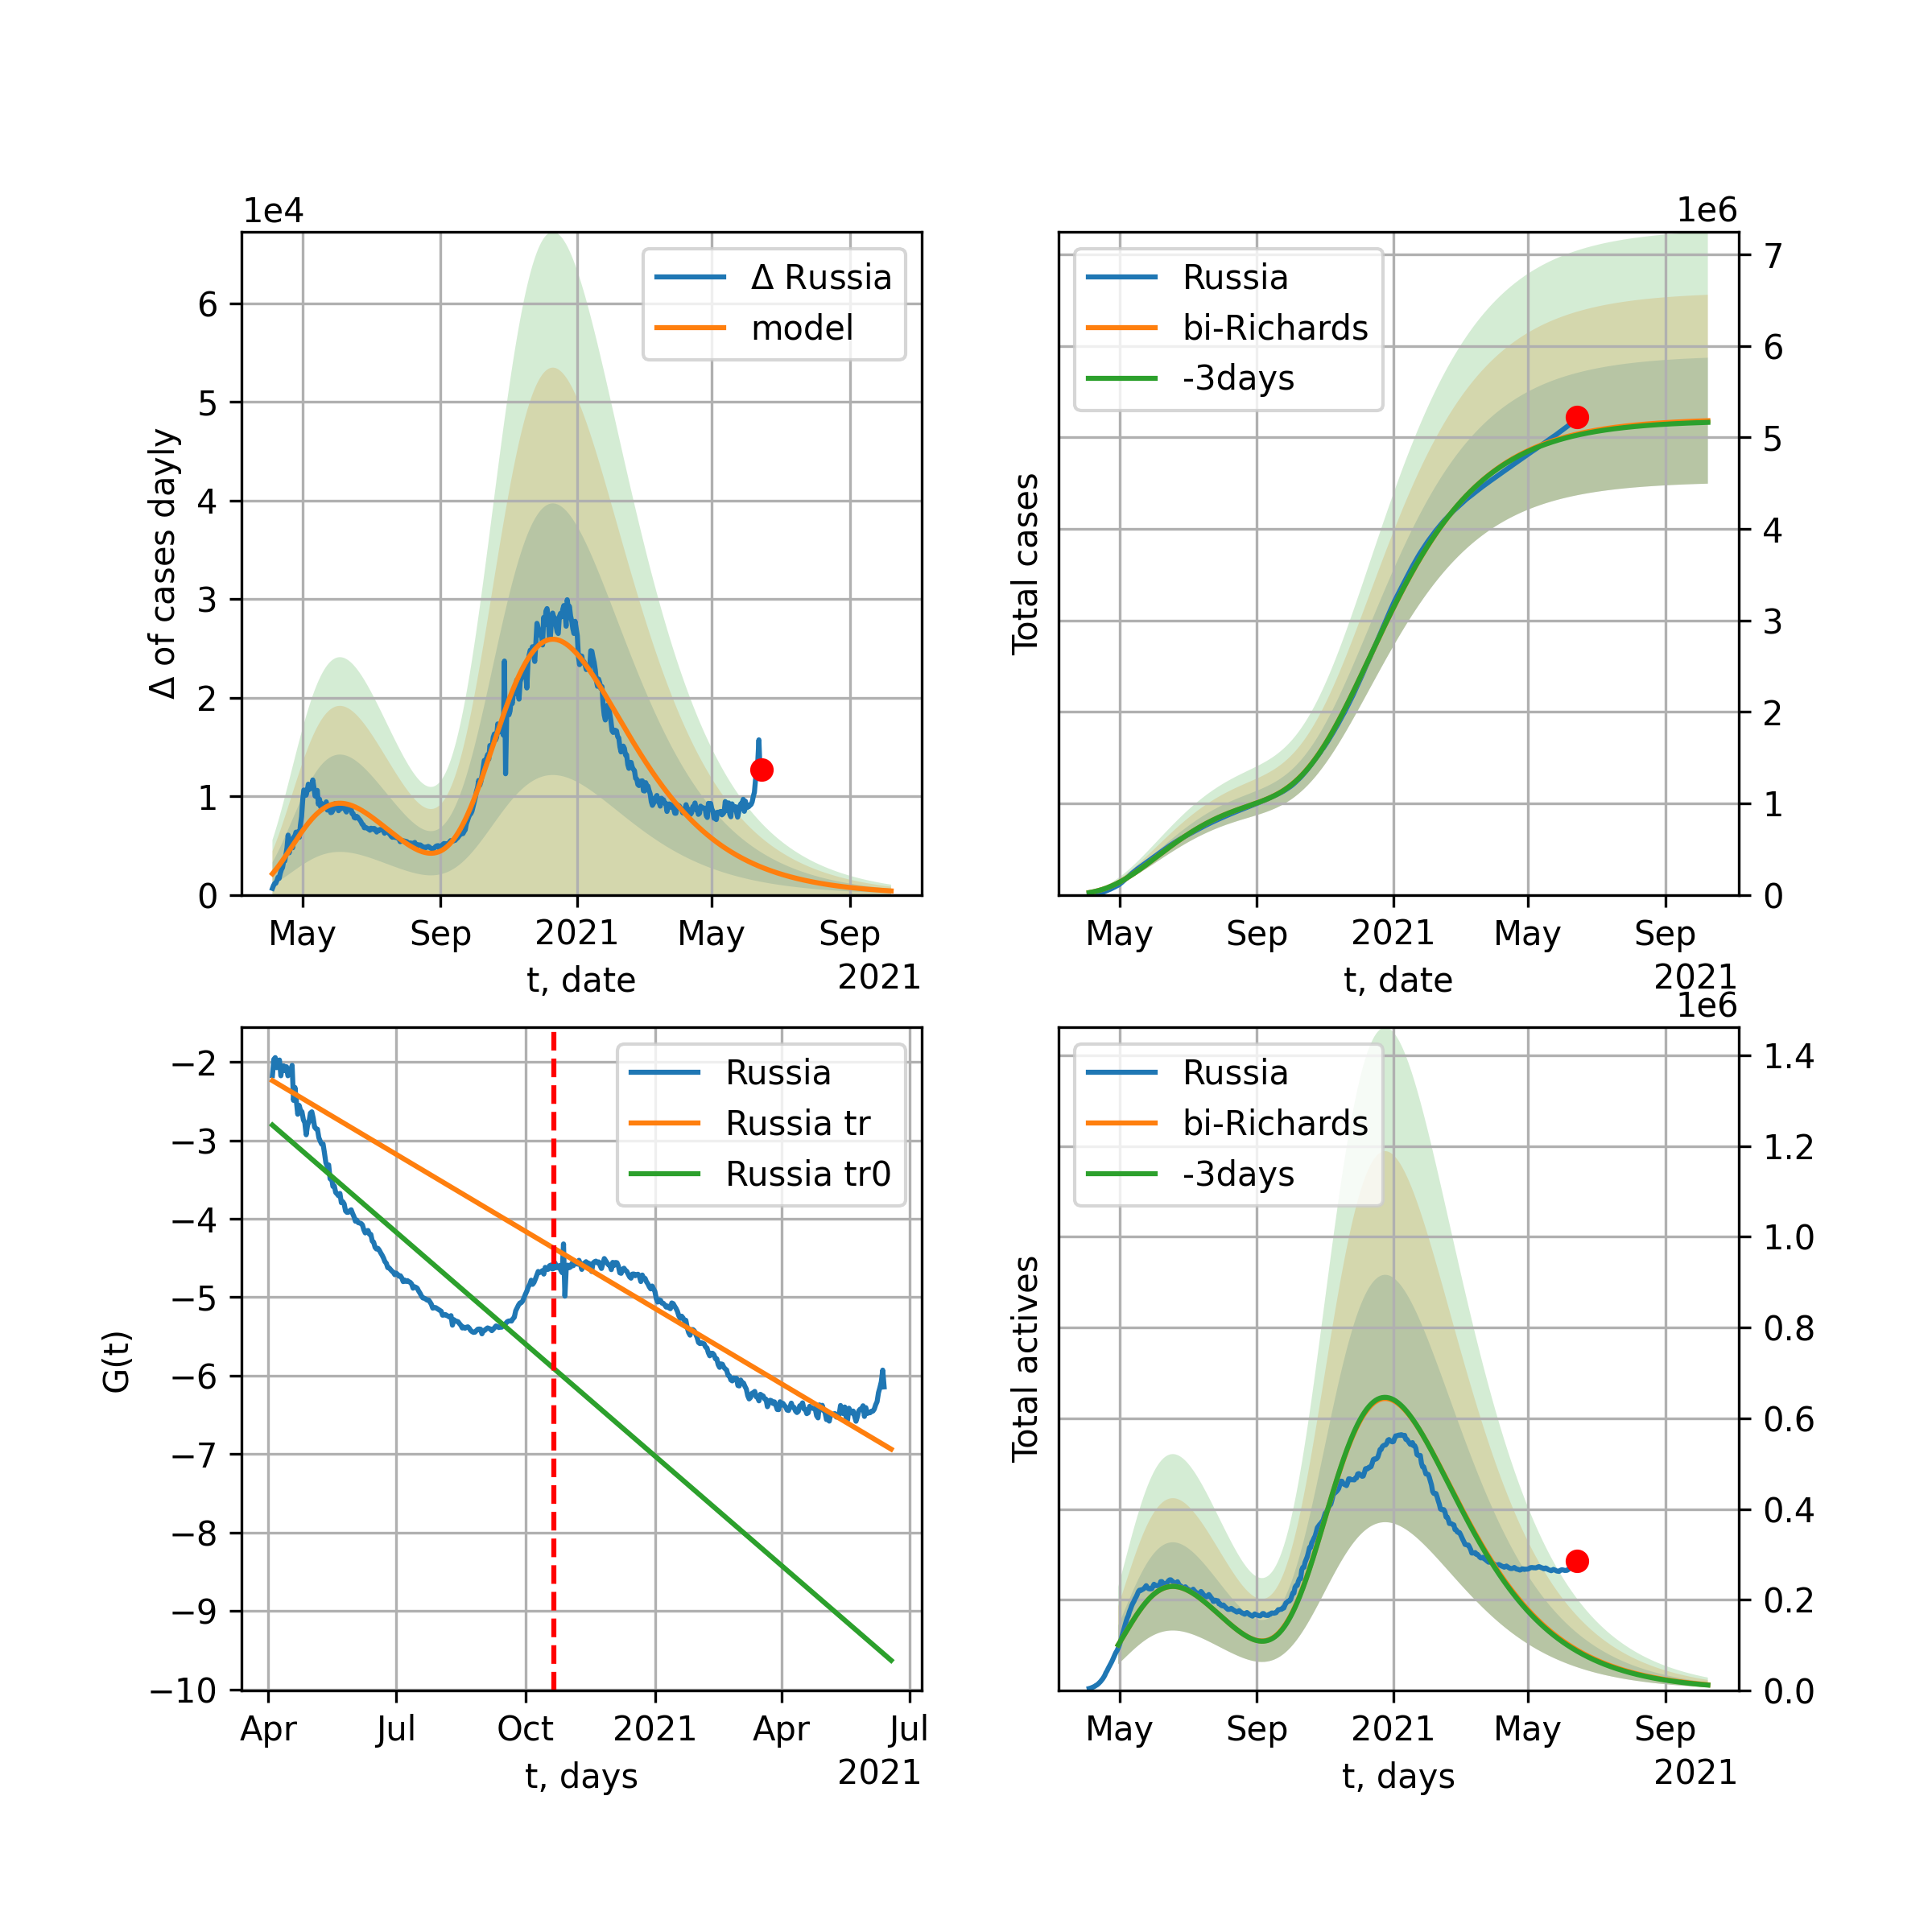 1e4
Δ of cases dayly
6
5
4
3
2
1
0
Δ Russia
model
May
Sep
2021
May
Sep
t, date
2021
1e6
Total cases
7
6
5
4
3
2
1
0
Russia
bi-Richards
-3days
May
Sep
2021
May
Sep
t, date
2021
G(t)
−2
−3
−4
−5
−6
−7
−8
−9
−10
Russia
Russia tr
Russia tr0
Apr
Jul
Oct
2021
Apr
Jul
t, days
2021
1e6
Total actives
1.4
1.2
1.0
0.8
0.6
0.4
0.2
0.0
Russia
bi-Richards
-3days
May
Sep
2021
May
Sep
t, days
2021